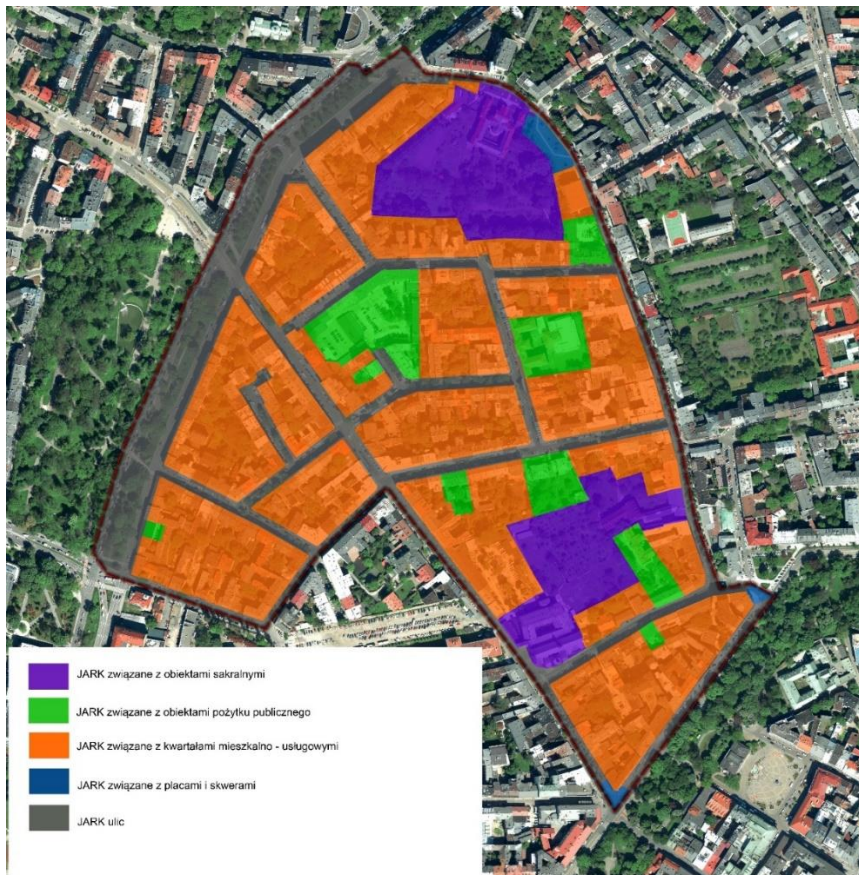 JARK związane z obiektami sakralnymi
JARK związane z obiektami pożytku publicznego
JARK związane z kwartałami mieszkalno - usługowymi
JARK związane z placami i skwerami
JARK ulic